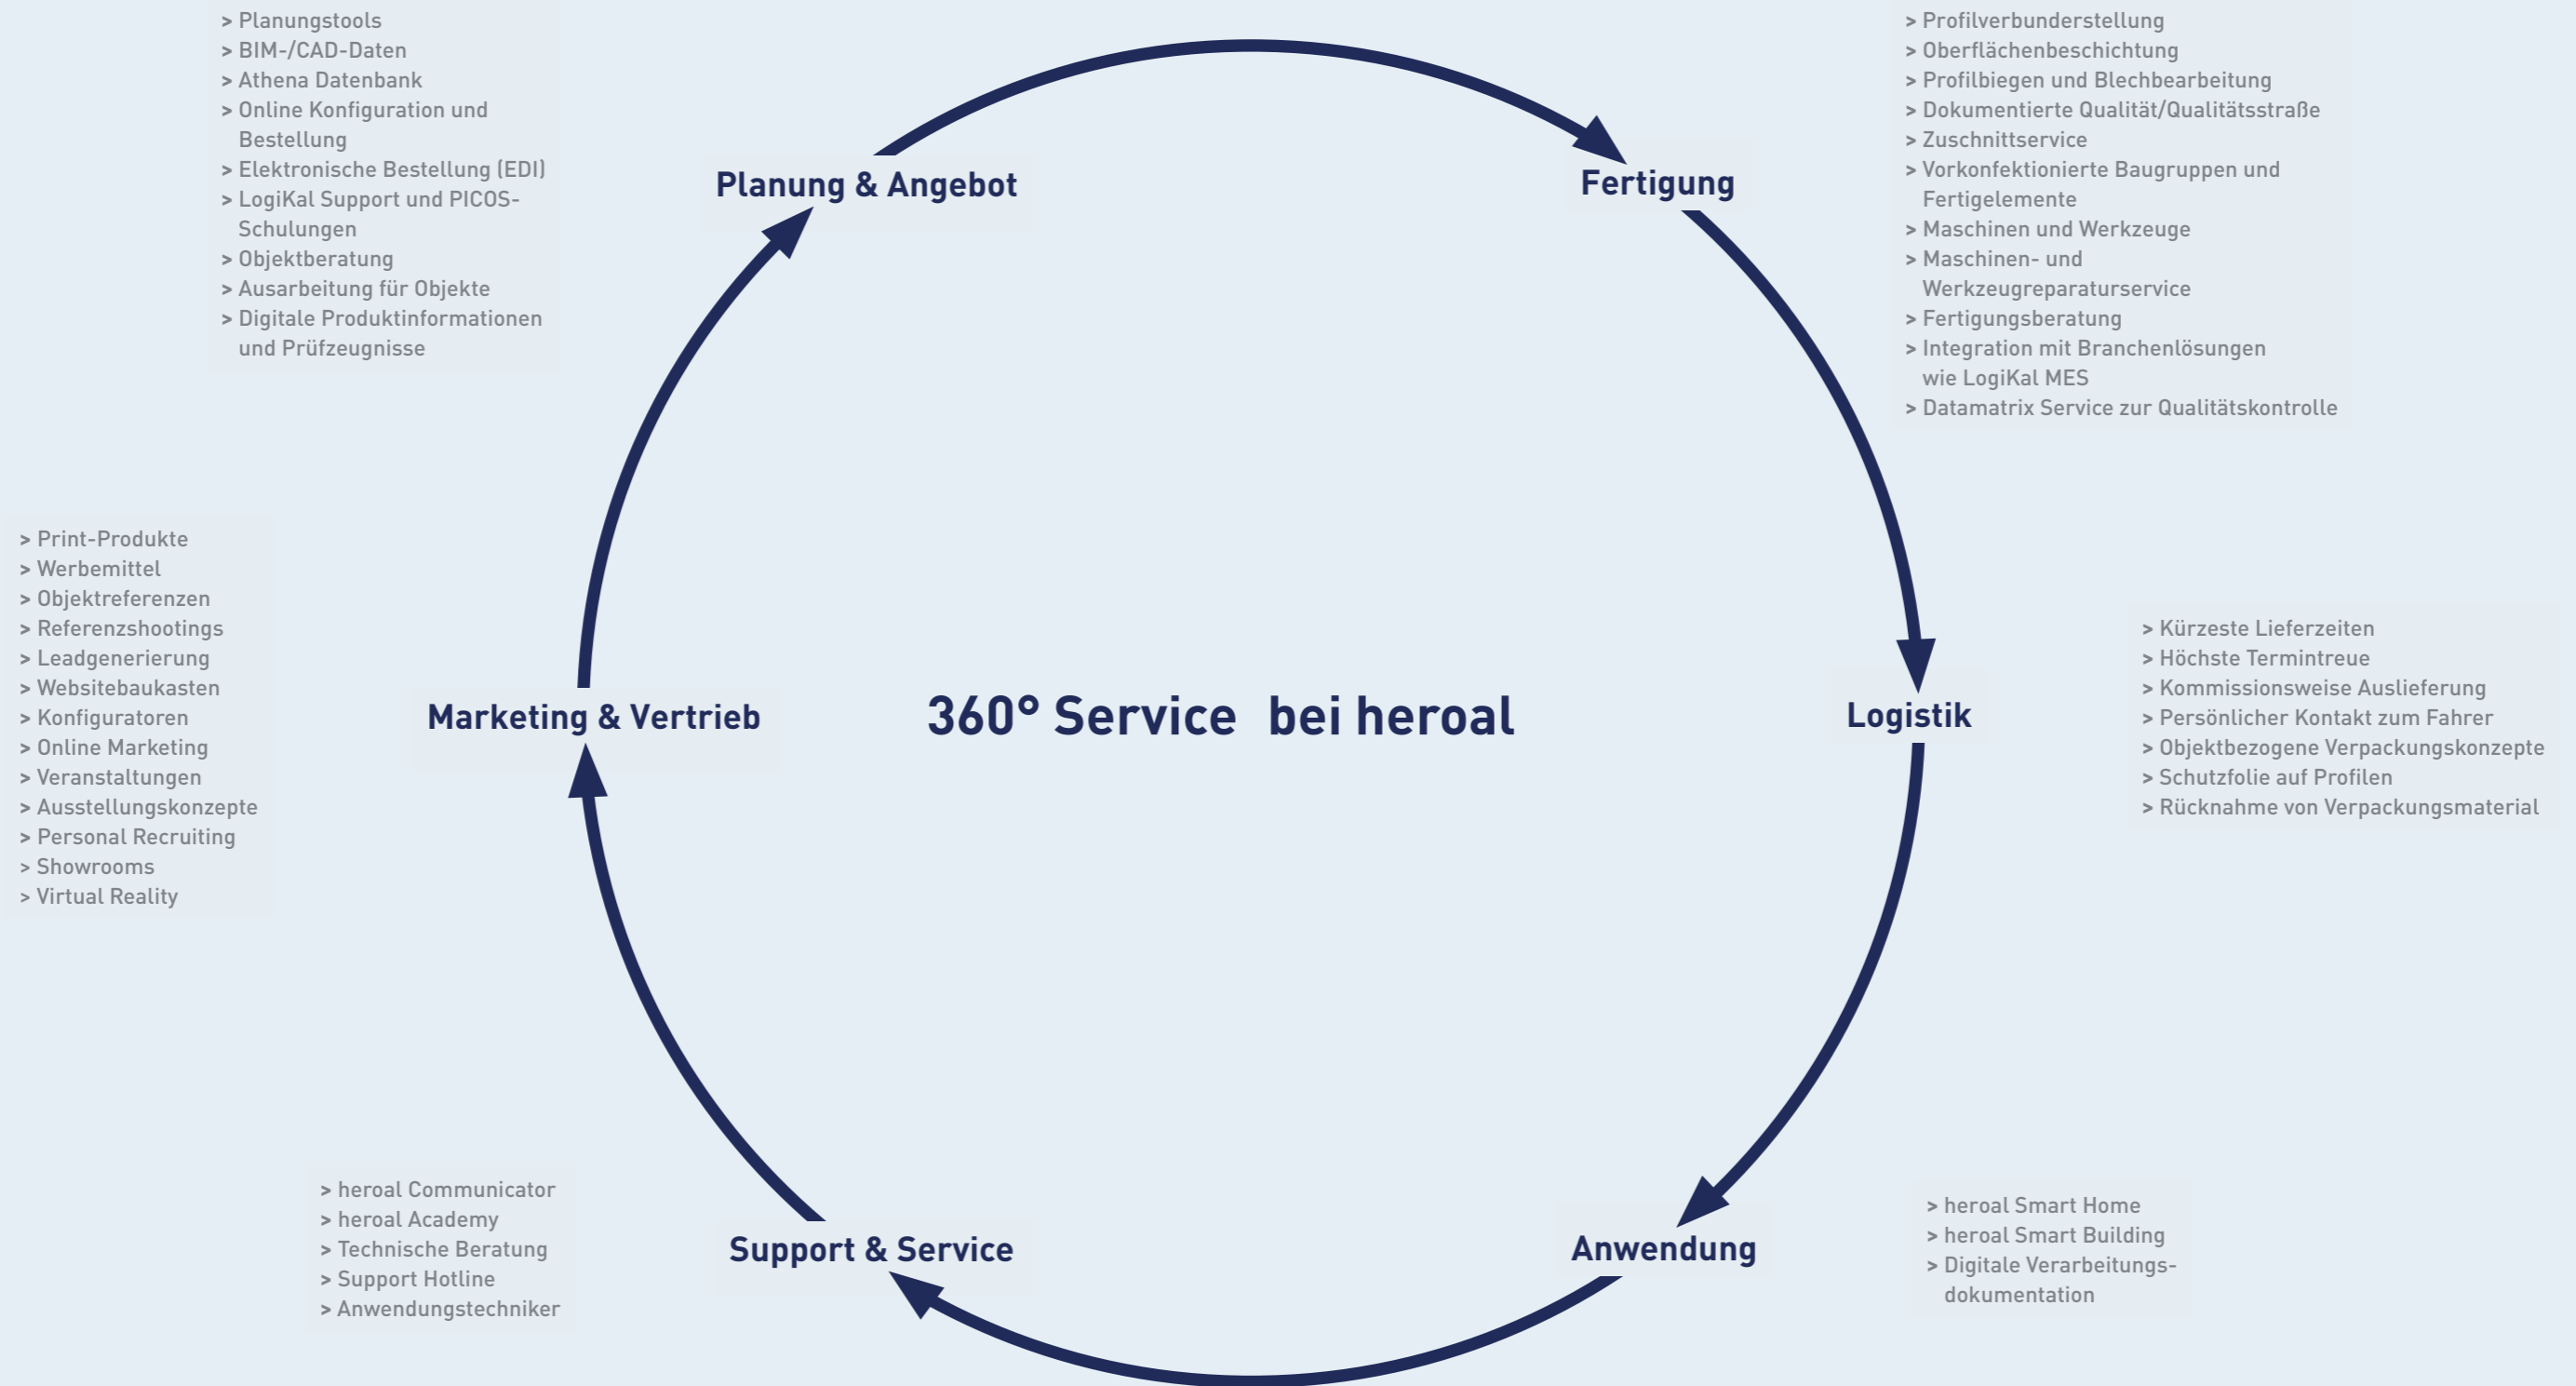 > Planungstools
> BIM-/CAD-Daten
> Athena Datenbank
> Online Konfiguration und
Bestellung
> Elektronische Bestellung (EDI)
> LogiKal Support und PICOS-
Schulungen
> Objektberatung
> Ausarbeitung für Objekte
> Digitale Produktinformationen
und Prüfzeugnisse
Planung & Angebot
Fertigung
> Profilverbunderstellung
> Oberflächenbeschichtung
> Profilbiegen und Blechbearbeitung
> Dokumentierte Qualität/Qualitätsstraße
> Zuschnittservice
> Vorkonfektionierte Baugruppen und
Fertigelemente
> Maschinen und Werkzeuge
> Maschinen- und
Werkzeugreparaturservice
> Fertigungsberatung
> Integration mit Branchenlösungen
wie LogiKal MES
> Datamatrix Service zur Qualitätskontrolle
> Print-Produkte
> Werbemittel
> Objektreferenzen
> Referenzshootings
> Leadgenerierung
> Websitebaukasten
> Konfiguratoren
> Online Marketing
> Veranstaltungen
> Ausstellungskonzepte
> Personal Recruiting
> Showrooms
> Virtual Reality
Marketing & Vertrieb
360° Service bei heroal
Logistik
> Kürzeste Lieferzeiten
> Höchste Termintreue
> Kommissionsweise Auslieferung
> Persönlicher Kontakt zum Fahrer
> Objektbezogene Verpackungskonzepte
> Schutzfolie auf Profilen
> Rücknahme von Verpackungsmaterial
> heroal Communicator
> heroal Academy
> Technische Beratung
> Support Hotline
> Anwendungstechniker
Support & Service
Anwendung
> heroal Smart Home
> heroal Smart Building
> Digitale Verarbeitungs-
dokumentation